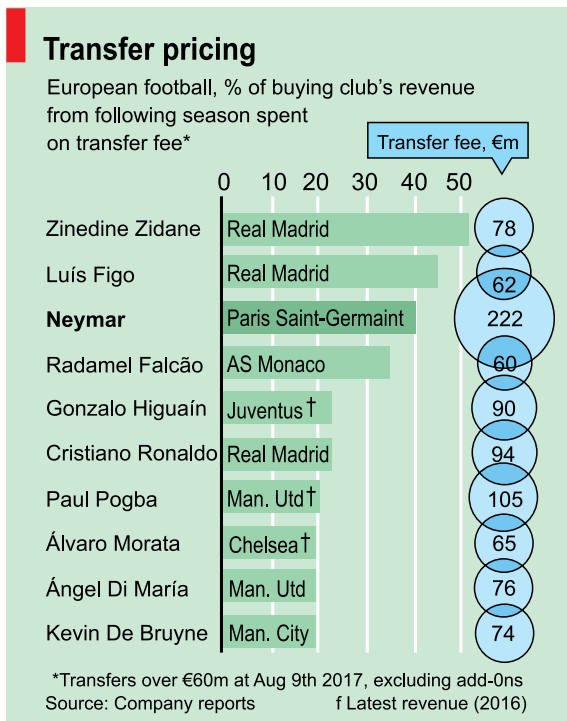 Transfer pricing
European football, % of buying club's revenue
from following season spent
on transfer fee*
Transfer fee, €m
0 10 20 30 40 50
Zinedine Zidane Real Madrid 78
Luís Figo Real Madrid 62
Neymar Paris Saint-Germaint 222
Radamel Falcão AS Monaco 60
Gonzalo Higuaín Juventus† 90
Cristiano Ronaldo Real Madrid 94
Paul Pogba Man. Utd† 105
Álvaro Morata Chelsea† 65
Ángel Di María Man. Utd 76
Kevin De Bruyne Man. City 74
*Transfers over €60m at Aug 9th 2017, excluding add-0ns
Source: Company reports f Latest revenue (2016)